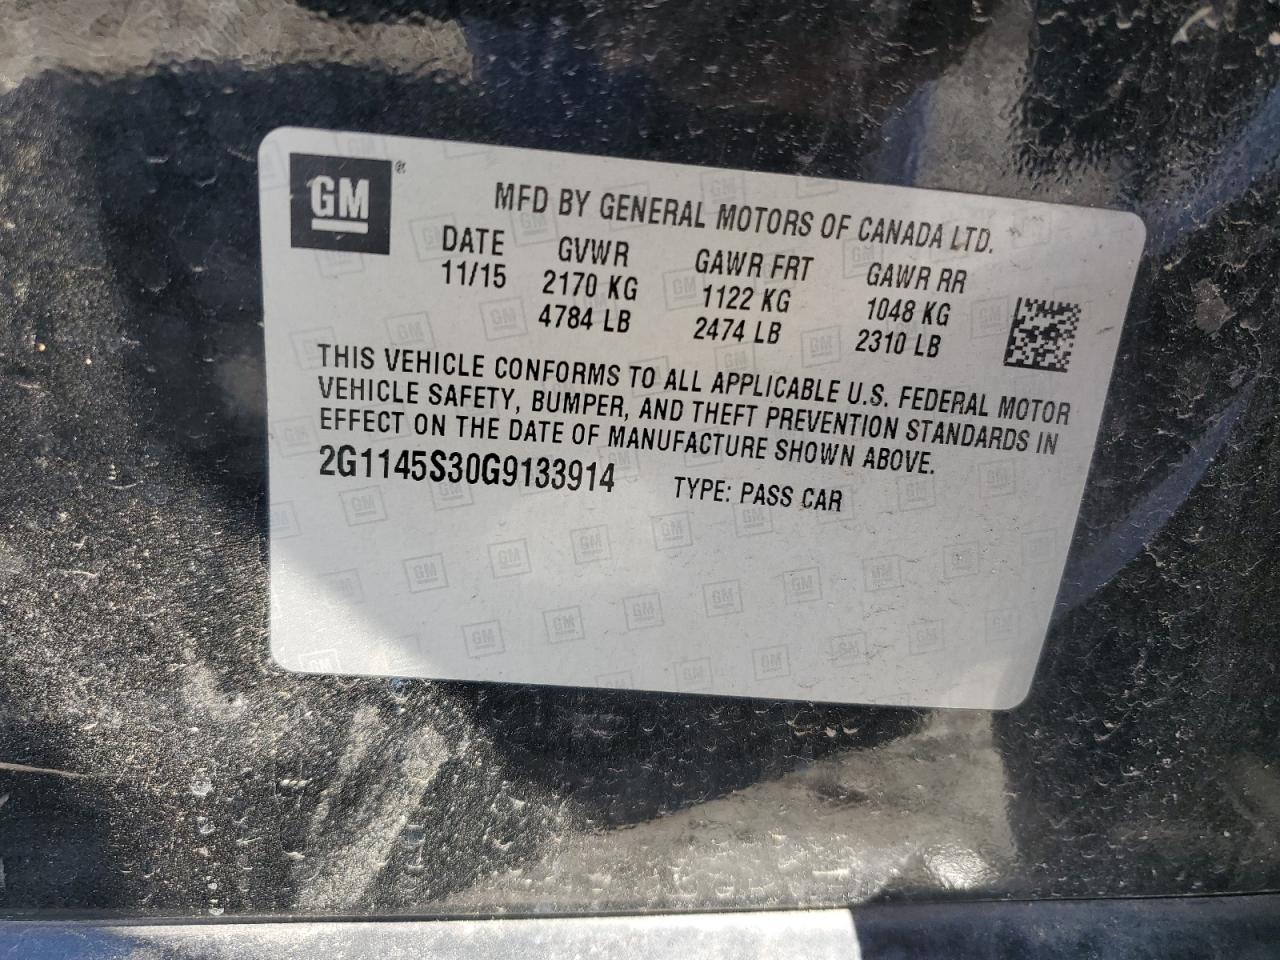 GM ®
MFD BY GENERAL MOTORS OF CANADA LTD.
DATE GVWR GAWR FRT GAWR RR
11/15 2170 KG 1122 KG 1048 KG
4784 LB 2474 LB 2310 LB
THIS VEHICLE CONFORMS TO ALL APPLICABLE U.S. FEDERAL MOTOR
VEHICLE SAFETY, BUMPER, AND THEFT PREVENTION STANDARDS IN
EFFECT ON THE DATE OF MANUFACTURE SHOWN ABOVE.
2G1145S30G9133914 TYPE: PASS CAR